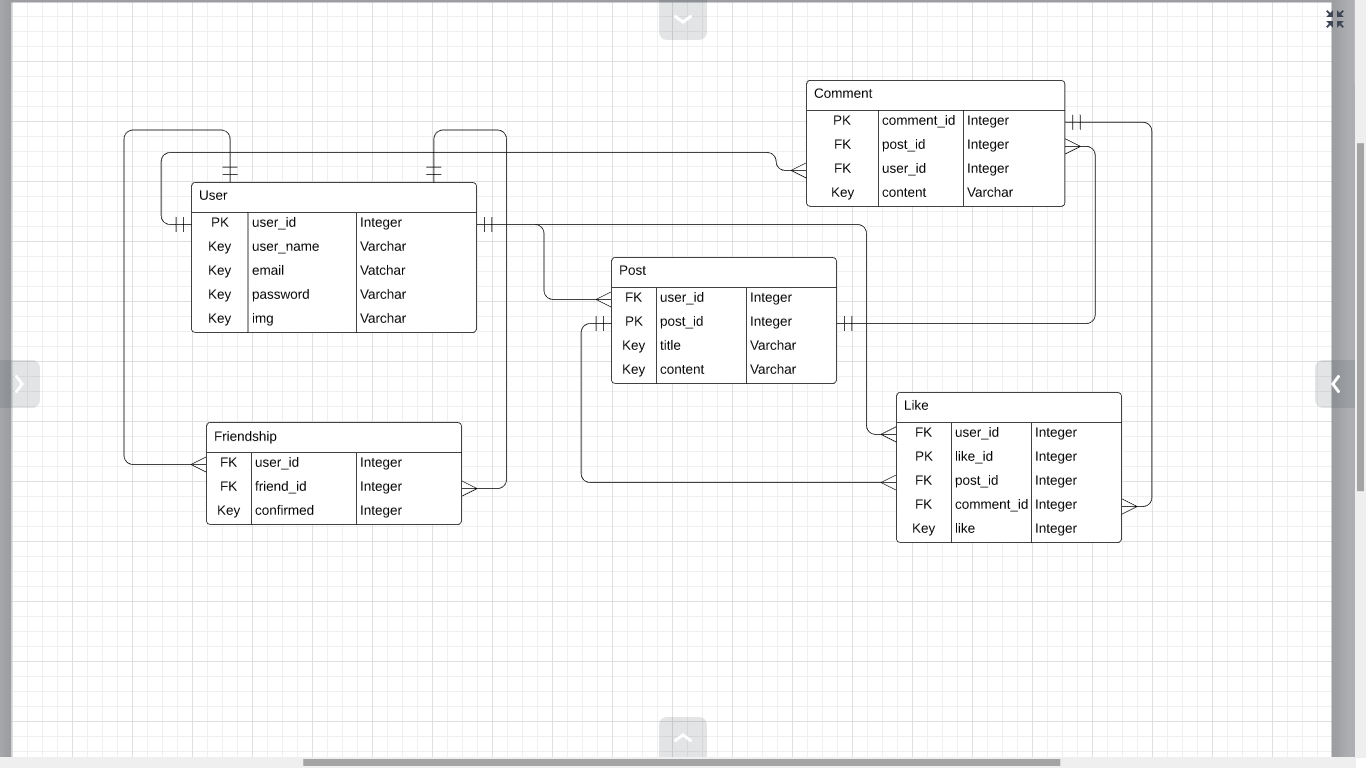 Comment
PK comment_id Integer
FK post_id Integer
FK user_id Integer
Key content Varchar
User
PK user_id Integer
Key user_name Varchar
Key email Vatchar
Key password Varchar
Key img Varchar
Post
FK user_id Integer
PK post_id Integer
Key title Varchar
Key content Varchar
Like
FK user_id Integer
PK like_id Integer
FK post_id Integer
FK comment_id Integer
Key like Integer
Friendship
FK user_id Integer
FK friend_id Integer
Key confirmed Integer